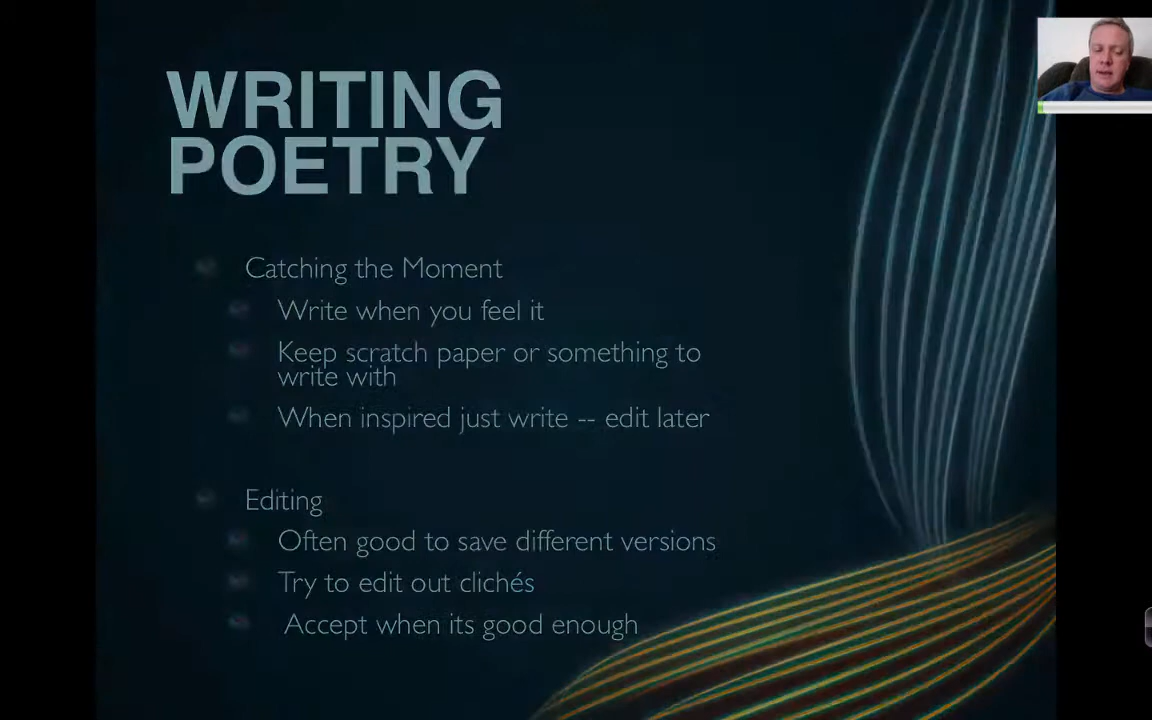 WRITING
POETRY
Catching the Moment
Write when you feel it
Keep scratch paper or something to
write with
When inspired just write -- edit later
Editing
Often good to save different versions
Try to edit out clichés
Accept when its good enough